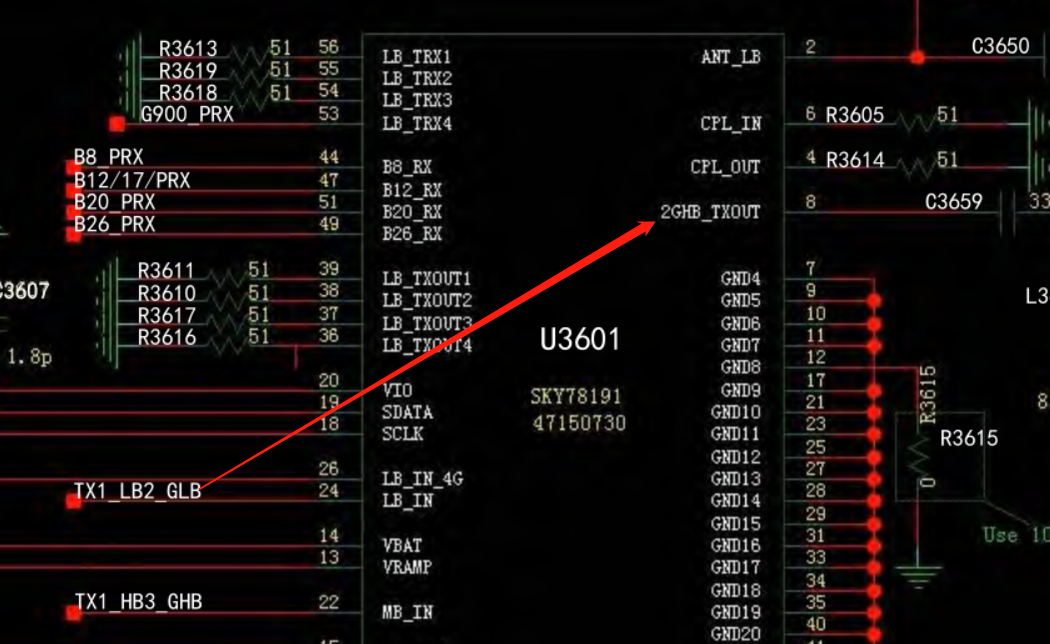 R3613 51 56 LB_TRX1 ANT_LB 2 C3650
R3619 51 55 LB_TRX2
R3618 51 54 LB_TRX3
G900_PRX 53 LB_TRX4 CPL_IN 6 R3605 51
B8_PRX 44 B8_RX CPL_OUT 4 R3614 51
B12/17/PRX 47 B12_RX
B20_PRX 51 B20_RX 2GHB_TXOUT 8 C3659 33
B26_PRX 49 B26_RX
R3611 51 39 LB_TXOUT1 GND4 7
R3610 51 38 LB_TXOUT2 GND5 9
R3617 51 37 LB_TXOUT3 GND6 10
R3616 51 36 LB_TXOUT4 GND7 11
C3607
L3
1.8p
U3601
GND8 12
20 VIO GND9 17
19 SDATA SKY78191 GND10 21
18 SCLK 47150730 GND11 23
R3615
R3615
8
0
GND12 25
26 LB_IN_4G GND13 27
TX1_LB2_GLB 24 LB_IN GND14 28
GND15 29
14 VBAT GND16 31
Use 10
13 VRAMP GND17 33
GND18 34
TX1_HB3_GHB 22 MB_IN GND19 35
GND20 40